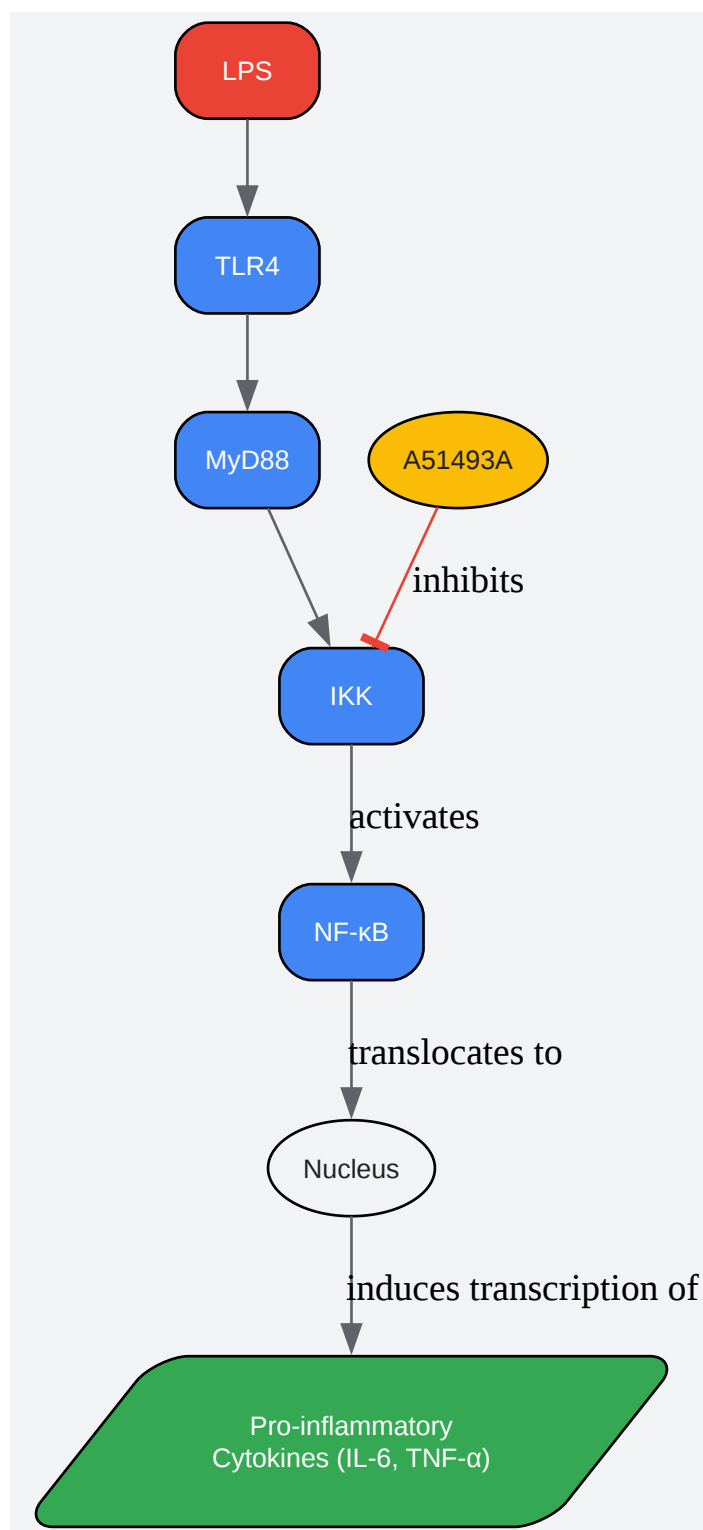 LPS
TLR4
MyD88
A51493A
inhibits
IKK
activates
NF-κB
translocates to
Nucleus
induces transcription of
Pro-inflammatory
Cytokines (IL-6, TNF-α)